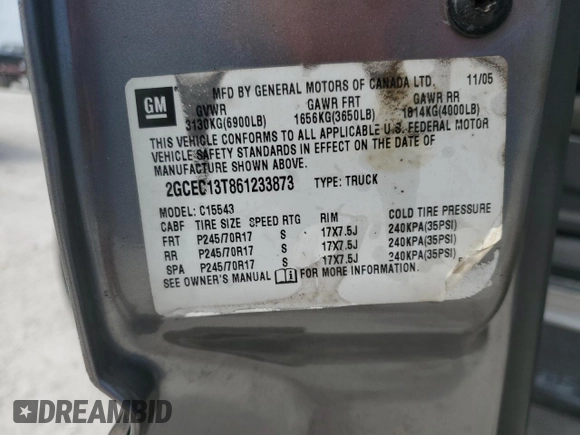 GM
MFD BY GENERAL MOTORS OF CANADA LTD. 11/05
GVWR GAWR FRT GAWR RR
3130KG(6900LB) 1656KG(3650LB) 1814KG(4000LB)
THIS VEHICLE CONFORMS TO ALL APPLICABLE U.S. FEDERAL MOTOR
VEHICLE SAFETY STANDARDS IN EFFECT ON THE DATE OF
MANUFACTURE SHOWN ABOVE.
2GCEC13T861233873 TYPE: TRUCK
MODEL: C15543
CABF TIRE SIZE SPEED RTG RIM COLD TIRE PRESSURE
FRT P245/70R17 S 17X7.5J 240KPA(35PSI)
RR P245/70R17 S 17X7.5J 240KPA(35PSI)
SPA P245/70R17 S 17X7.5J 240KPA(35PSI)
SEE OWNER'S MANUAL FOR MORE INFORMATION.
DREAMBID